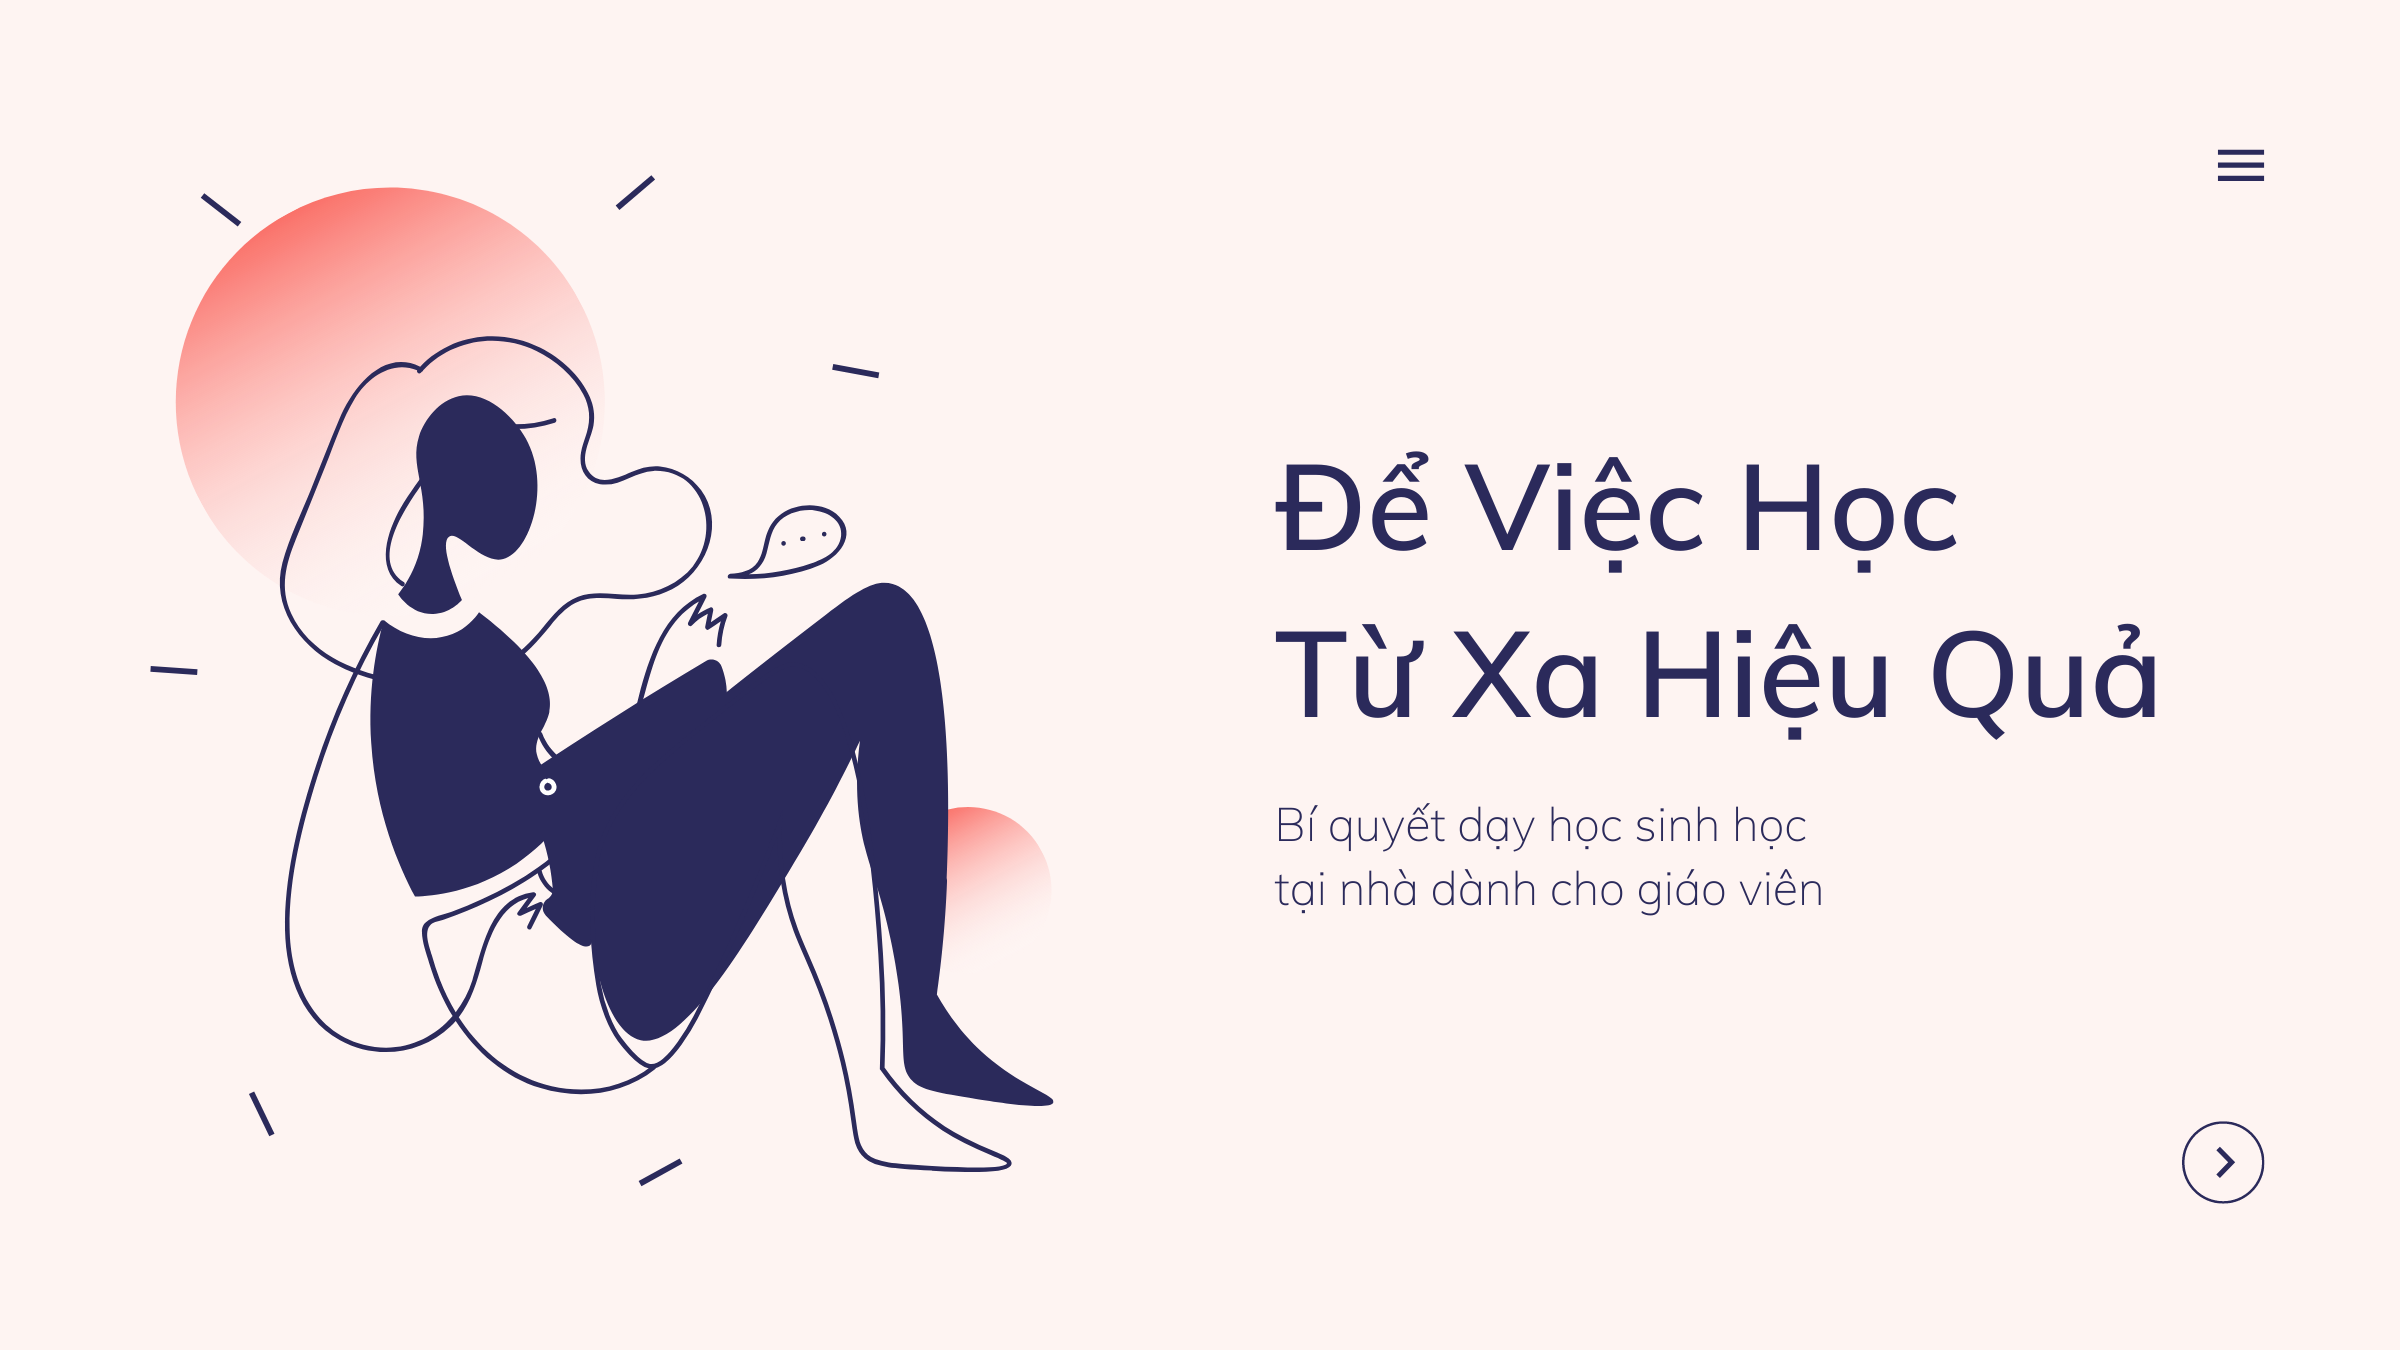 Để Việc Học
Từ Xa Hiệu Quả
Bí quyết dạy học sinh học
tại nhà dành cho giáo viên